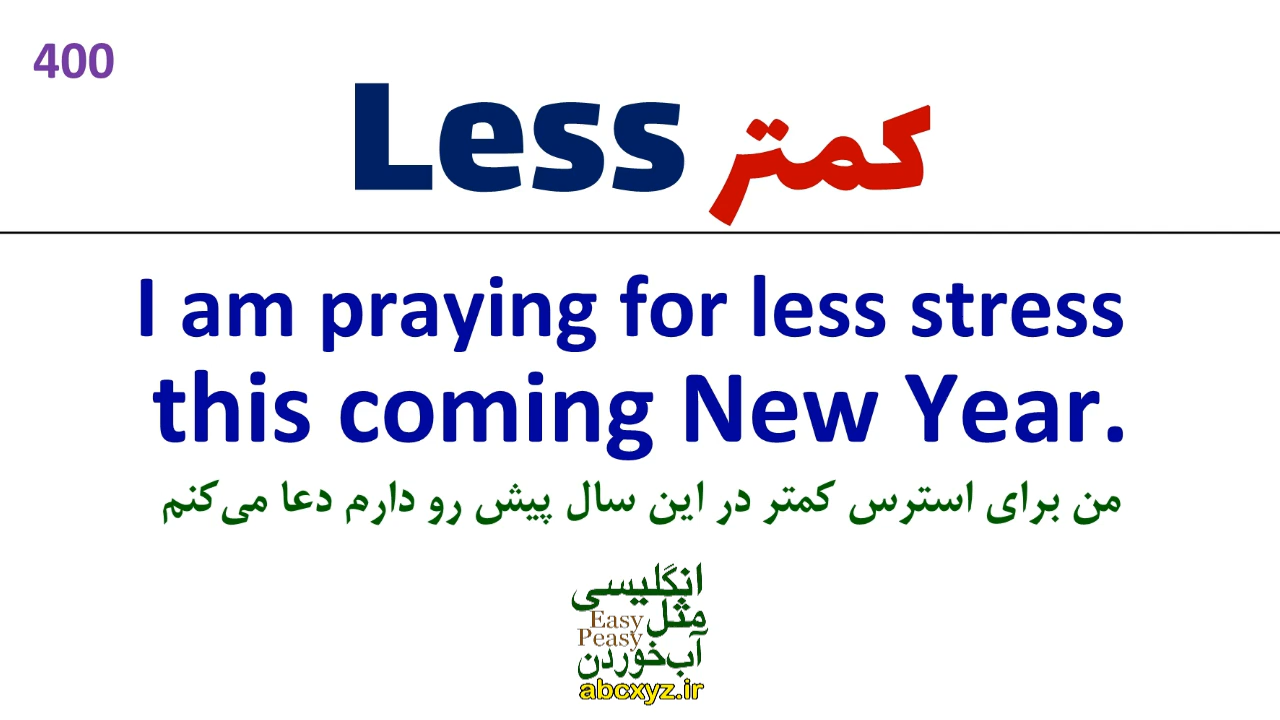 400
Less کمتر
I am praying for less stress
this coming New Year.
من برای استرس کمتر در این سال پیش رو دارم دعا می‌کنم
انگلیسی
مثل
Easy
Peasy
آب‌خوردن
abcxyz.ir